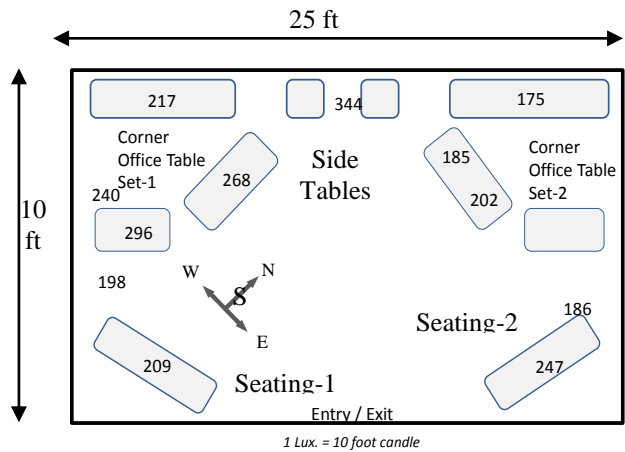 25 ft
217
344
175
Corner
Office Table
Set-1
Side
Tables
185
Corner
Office Table
Set-2
268
202
240
10
ft
296
198
W
N
S
E
Seating-2
186
209
247
Seating-1
Entry / Exit
1 Lux. = 10 foot candle